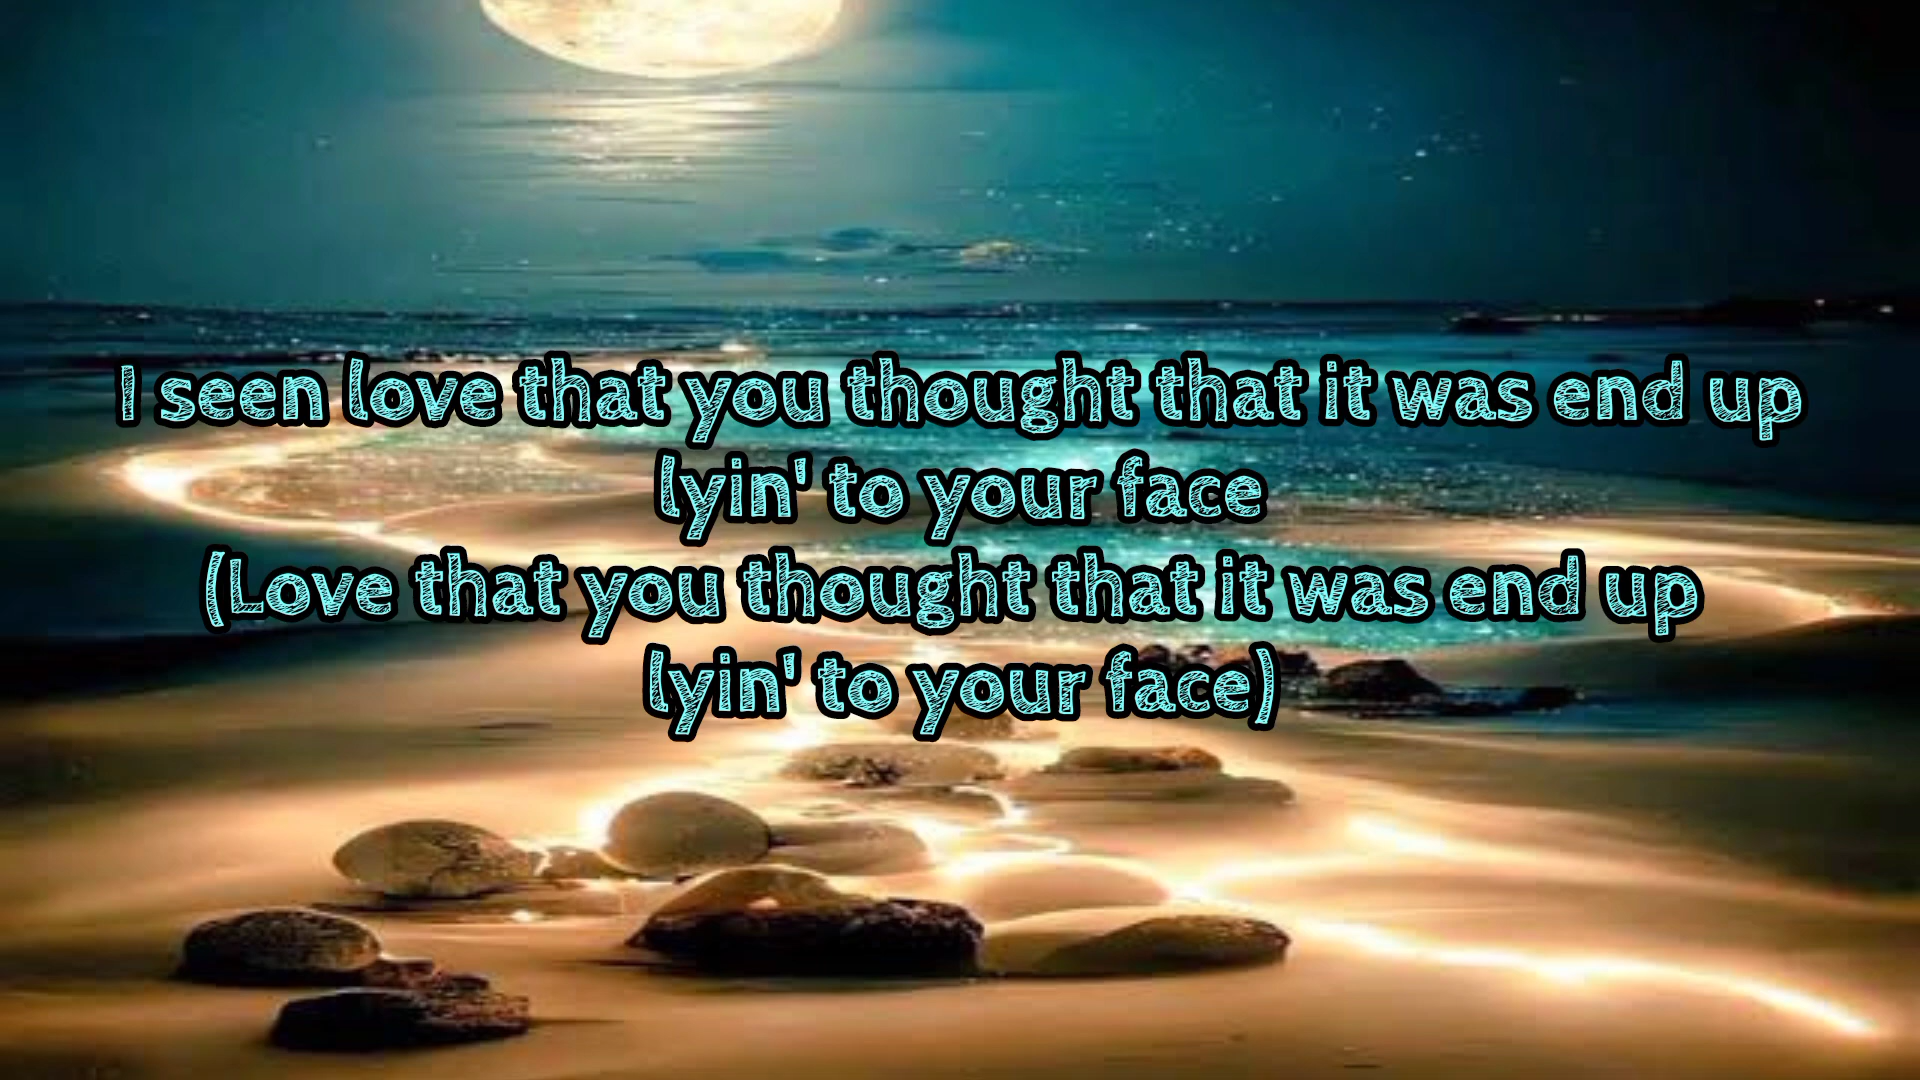 I seen love that you thought that it was end up
lyin' to your face
(Love that you thought that it was end up
lyin' to your face)